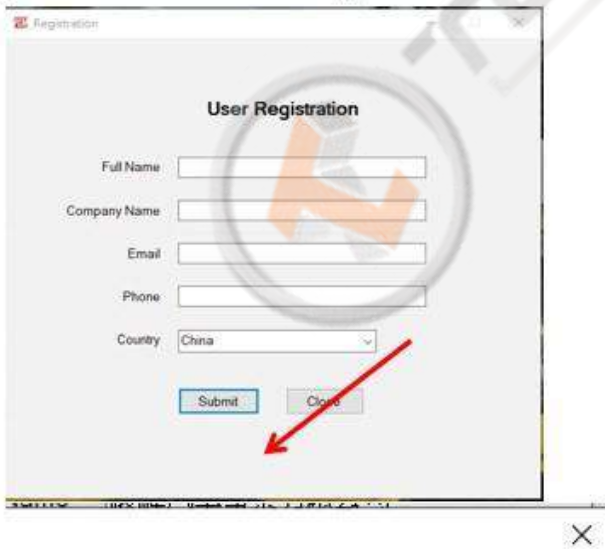 Registration
User Registration
Full Name
Company Name
Email
Phone
Country China
Submit Close